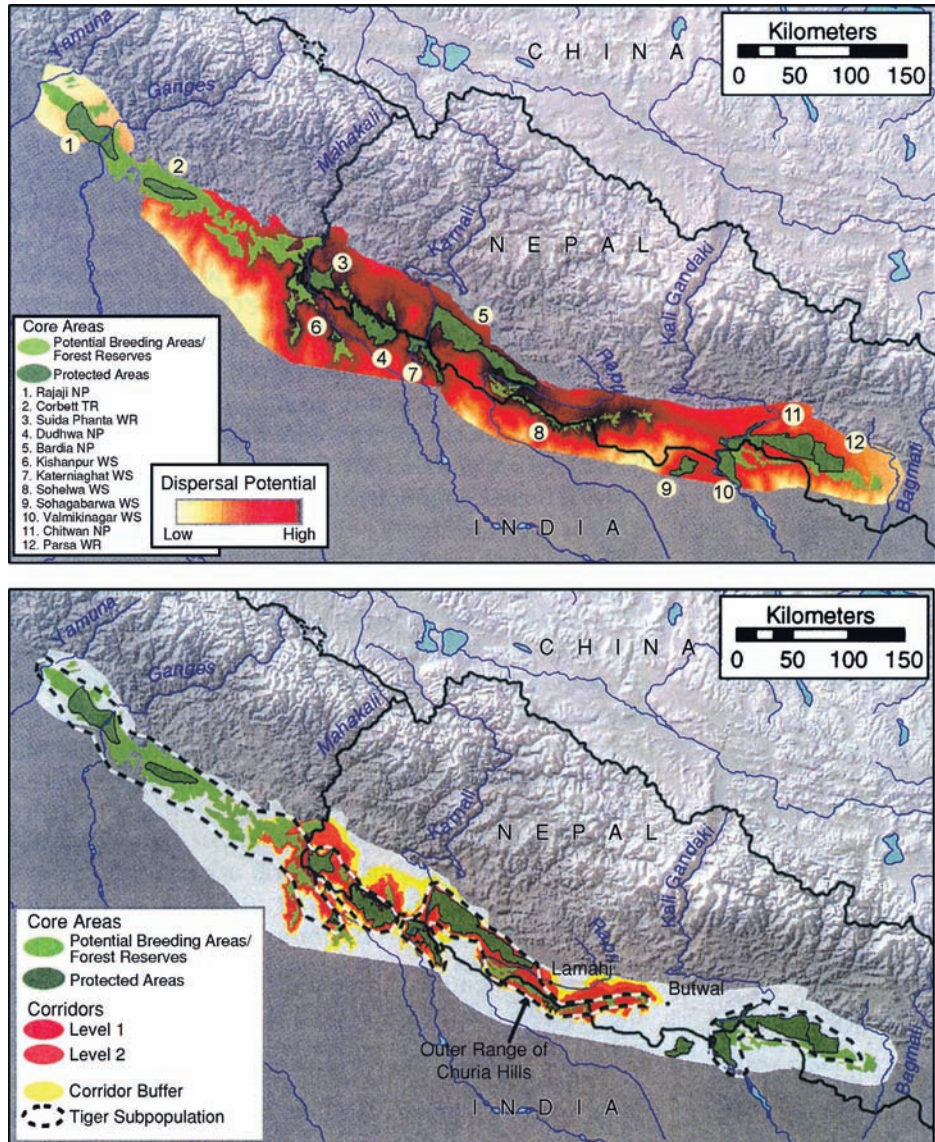 Kilometers
0 50 100 150
C H I N A
Yamuna
Ganges
Mahakali
Karnali
N E P A L
Kali Gandaki
Rapti
Bagmati
I N D I A
1
2
3
4
5
6
7
8
9
10
11
12
Core Areas
Potential Breeding Areas/
Forest Reserves
Protected Areas
1. Rajaji NP
2. Corbett TR
3. Suida Phanta WR
4. Dudhwa NP
5. Bardia NP
6. Kishanpur WS
7. Katerniaghat WS
8. Sohelwa WS
9. Sohagabarwa WS
10. Valmikinagar WS
11. Chitwan NP
12. Parsa WR
Dispersal Potential
Low High
Kilometers
0 50 100 150
C H I N A
Yamuna
Ganges
Mahakali
Karnali
N E P A L
Kali Gandaki
Rapti
Lamahi
Butwal
Bagmati
Outer Range of
Churia Hills
I N D I A
Core Areas
Potential Breeding Areas/
Forest Reserves
Protected Areas
Corridors
Level 1
Level 2
Corridor Buffer
Tiger Subpopulation